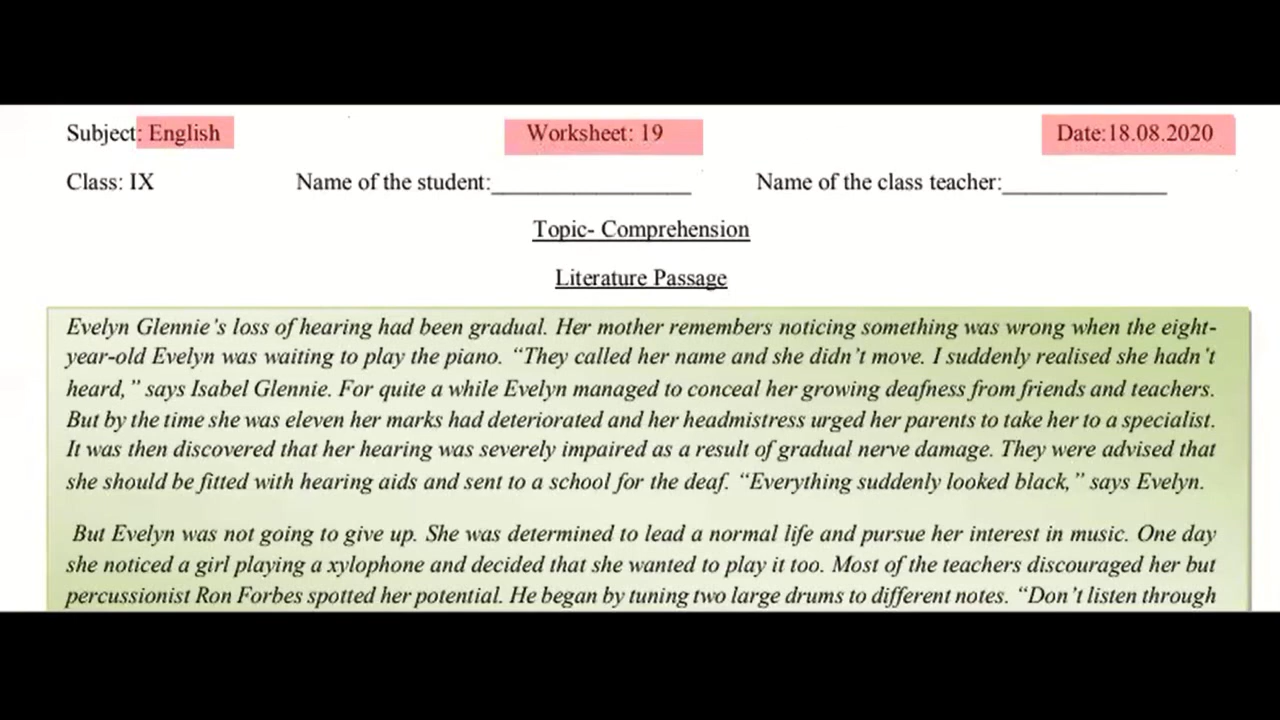 Subject: English Worksheet: 19 Date:18.08.2020
Class: IX Name of the student:_________________ Name of the class teacher:______________
Topic- Comprehension
Literature Passage
Evelyn Glennie’s loss of hearing had been gradual. Her mother remembers noticing something was wrong when the eight-
year-old Evelyn was waiting to play the piano. “They called her name and she didn’t move. I suddenly realised she hadn’t
heard,” says Isabel Glennie. For quite a while Evelyn managed to conceal her growing deafness from friends and teachers.
But by the time she was eleven her marks had deteriorated and her headmistress urged her parents to take her to a specialist.
It was then discovered that her hearing was severely impaired as a result of gradual nerve damage. They were advised that
she should be fitted with hearing aids and sent to a school for the deaf. “Everything suddenly looked black,” says Evelyn.
But Evelyn was not going to give up. She was determined to lead a normal life and pursue her interest in music. One day
she noticed a girl playing a xylophone and decided that she wanted to play it too. Most of the teachers discouraged her but
percussionist Ron Forbes spotted her potential. He began by tuning two large drums to different notes. “Don’t listen through